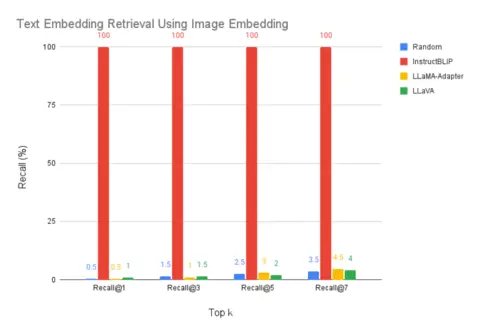 Text Embedding Retrieval Using Image Embedding
100 100 100 100
Random
InstructBLIP
LLaMA-Adapter
LLaVA
100
75
50
25
0
Recall (%)
0.5 0.5 1
1.5 1 1.5
2.5 3 2
3.5 4.5 4
Recall@1 Recall@3 Recall@5 Recall@7
Top k